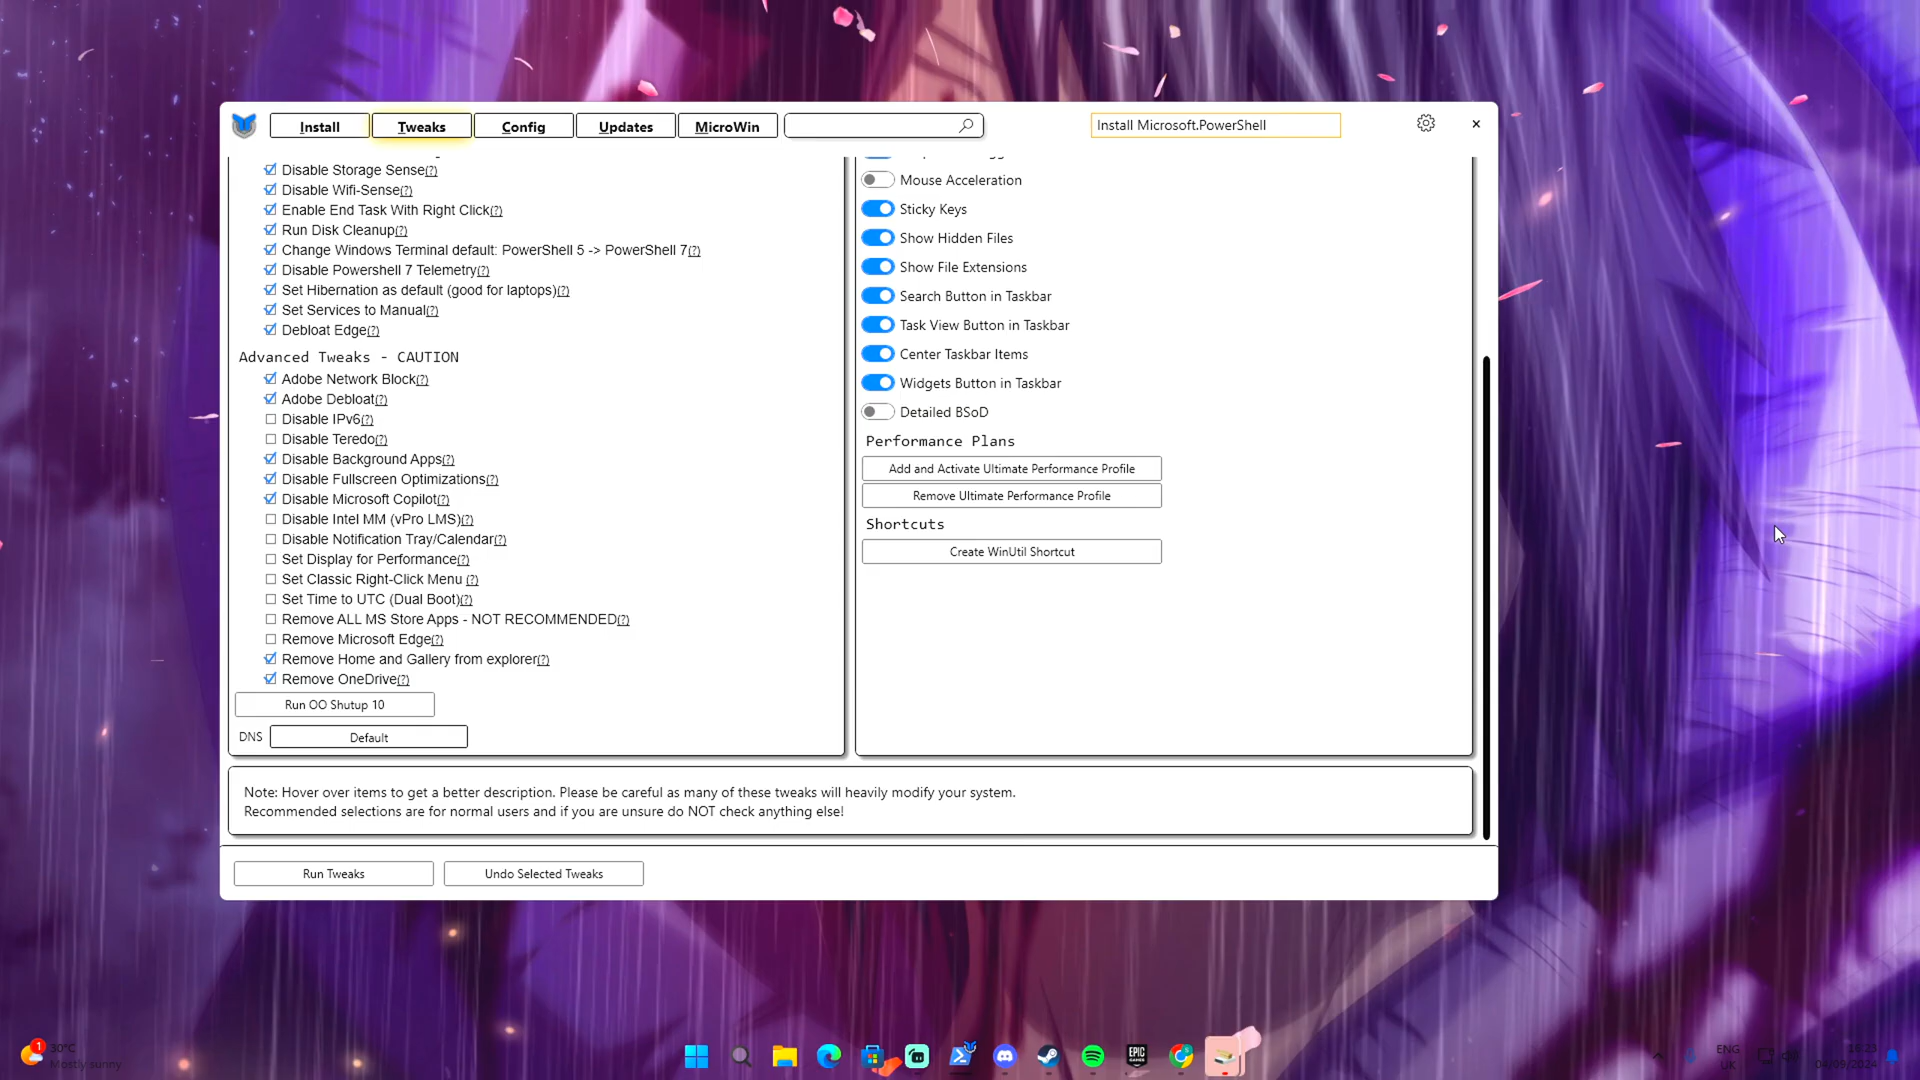 Install
Tweaks
Config
Updates
MicroWin
Install Microsoft.PowerShell
Disable Storage Sense(?)
Disable Wifi-Sense(?)
Enable End Task With Right Click(?)
Run Disk Cleanup(?)
Change Windows Terminal default: PowerShell 5 -> PowerShell 7(?)
Disable Powershell 7 Telemetry(?)
Set Hibernation as default (good for laptops)(?)
Set Services to Manual(?)
Debloat Edge(?)
Advanced Tweaks - CAUTION
Adobe Network Block(?)
Adobe Debloat(?)
Disable IPv6(?)
Disable Teredo(?)
Disable Background Apps(?)
Disable Fullscreen Optimizations(?)
Disable Microsoft Copilot(?)
Disable Intel MM (vPro LMS)(?)
Disable Notification Tray/Calendar(?)
Set Display for Performance(?)
Set Classic Right-Click Menu (?)
Set Time to UTC (Dual Boot)(?)
Remove ALL MS Store Apps - NOT RECOMMENDED(?)
Remove Microsoft Edge(?)
Remove Home and Gallery from explorer(?)
Remove OneDrive(?)
Run OO Shutup 10
DNS
Default
Mouse Acceleration
Sticky Keys
Show Hidden Files
Show File Extensions
Search Button in Taskbar
Task View Button in Taskbar
Center Taskbar Items
Widgets Button in Taskbar
Detailed BSoD
Performance Plans
Add and Activate Ultimate Performance Profile
Remove Ultimate Performance Profile
Shortcuts
Create WinUtil Shortcut
Note: Hover over items to get a better description. Please be careful as many of these tweaks will heavily modify your system.
Recommended selections are for normal users and if you are unsure do NOT check anything else!
Run Tweaks
Undo Selected Tweaks
1
30°C
Mostly sunny
EPIC
GAMES
ENG
UK
04/09/2024